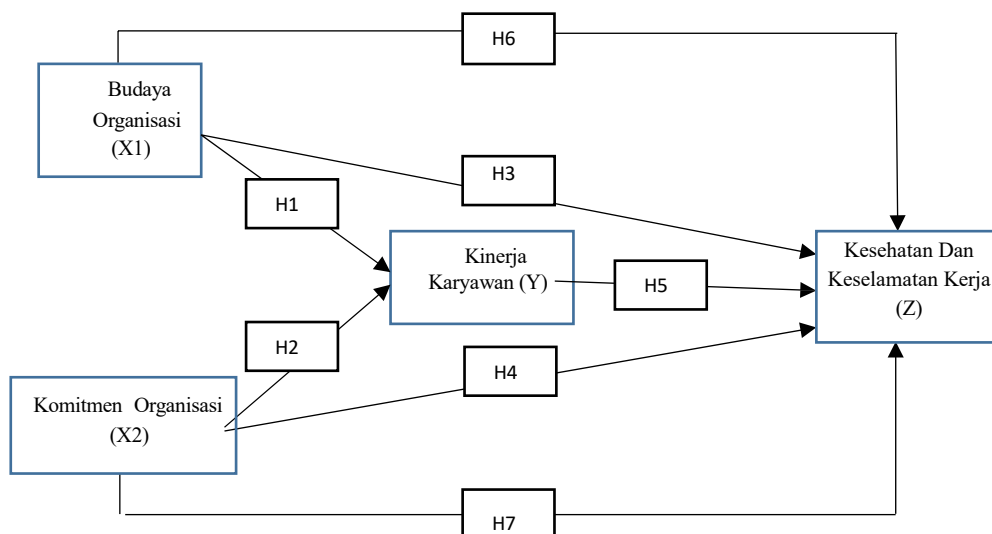 H6
Budaya
Organisasi
(X1)
H3
H1
Kinerja
Karyawan (Y)
H5
Kesehatan Dan
Keselamatan Kerja
(Z)
H2
H4
Komitmen Organisasi
(X2)
H7